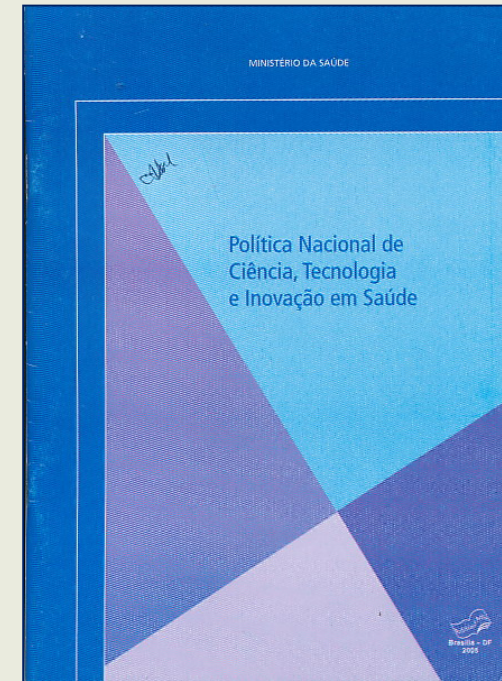 MINISTÉRIO DA SAÚDE
Política Nacional de
Ciência, Tecnologia
e Inovação em Saúde
Brasília – DF
2005